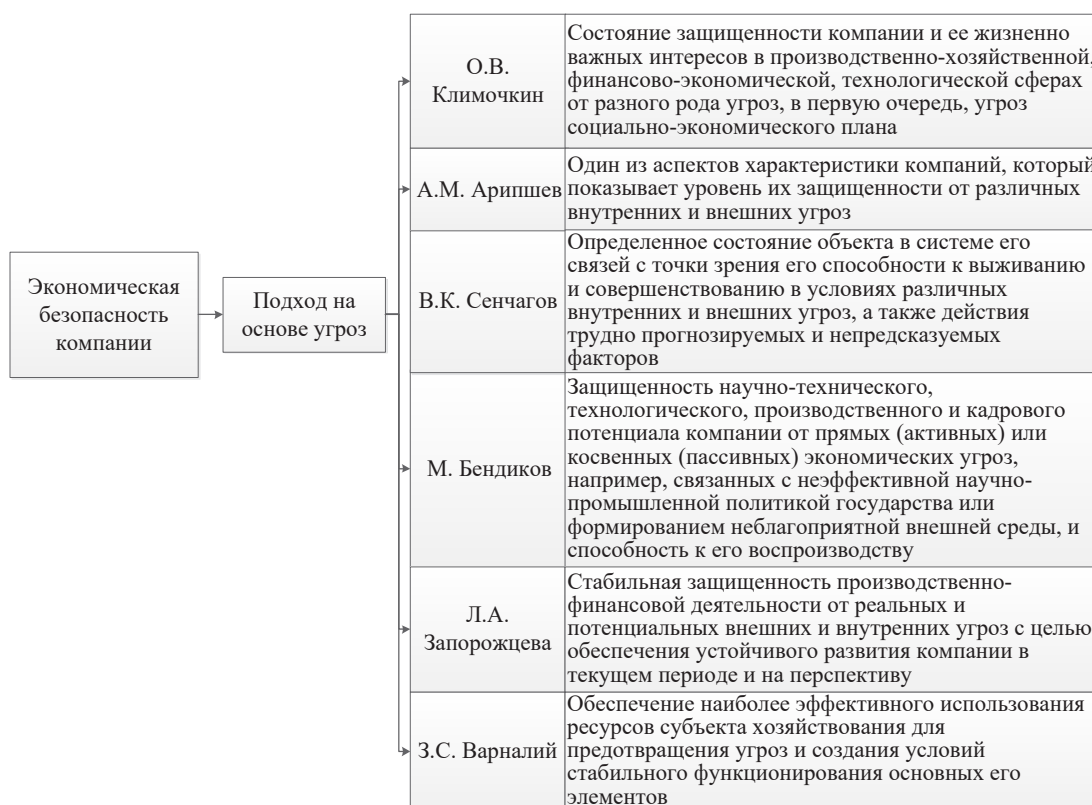 Экономическая
безопасность
компании
Подход на
основе угроз
О.В.
Климочкин
Состояние защищенности компании и ее жизненно
важных интересов в производственно-хозяйственной,
финансово-экономической, технологической сферах
от разного рода угроз, в первую очередь, угроз
социально-экономического плана
А.М. Арипшев
Один из аспектов характеристики компаний, который
показывает уровень их защищенности от различных
внутренних и внешних угроз
В.К. Сенчагов
Определенное состояние объекта в системе его
связей с точки зрения его способности к выживанию
и совершенствованию в условиях различных
внутренних и внешних угроз, а также действия
трудно прогнозируемых и непредсказуемых
факторов
М. Бендиков
Защищенность научно-технического,
технологического, производственного и кадрового
потенциала компании от прямых (активных) или
косвенных (пассивных) экономических угроз,
например, связанных с неэффективной научно-
промышленной политикой государства или
формированием неблагоприятной внешней среды, и
способность к его воспроизводству
Л.А.
Запорожцева
Стабильная защищенность производственно-
финансовой деятельности от реальных и
потенциальных внешних и внутренних угроз с целью
обеспечения устойчивого развития компании в
текущем периоде и на перспективу
З.С. Варналий
Обеспечение наиболее эффективного использования
ресурсов субъекта хозяйствования для
предотвращения угроз и создания условий
стабильного функционирования основных его
элементов